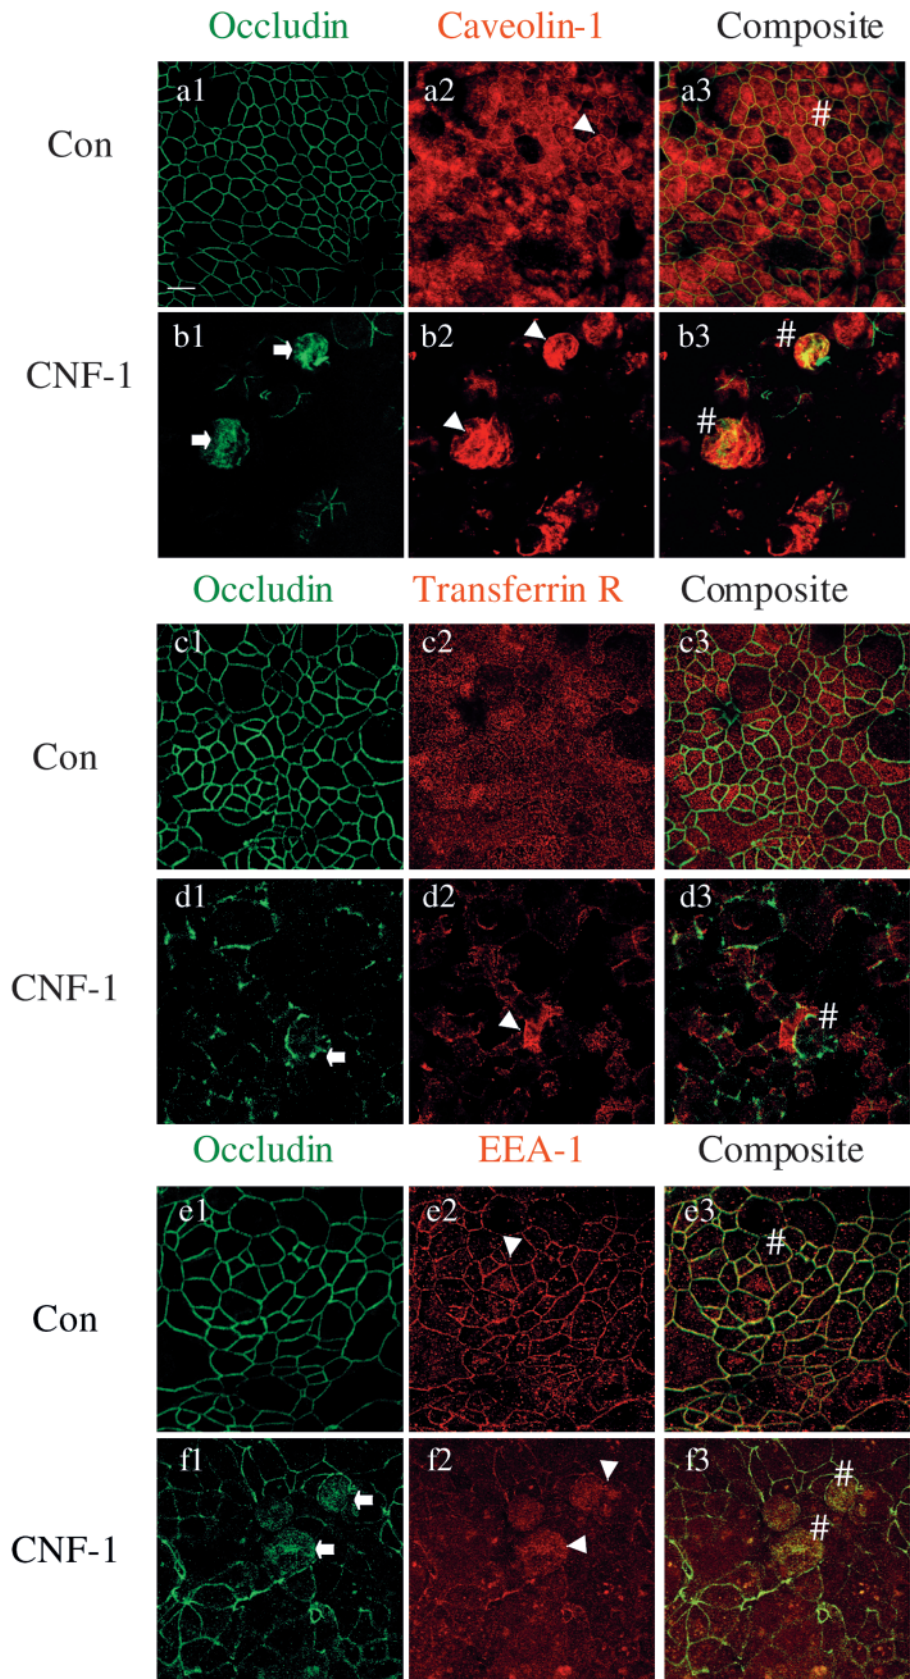 Occludin Caveolin-1 Composite
Con a1 a2 a3 #
CNF-1 b1 b2 b3 # #
Occludin Transferrin R Composite
Con c1 c2 c3
CNF-1 d1 d2 d3 #
Occludin EEA-1 Composite
Con e1 e2 e3 #
CNF-1 f1 f2 f3 # #